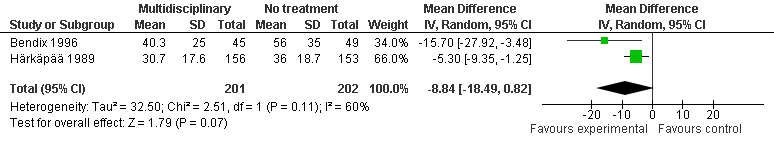 Multidisciplinary No treatment Mean Difference Mean Difference
Study or Subgroup Mean SD Total Mean SD Total Weight IV, Random, 95% CI IV, Random, 95% CI
Bendix 1996 40.3 25 45 56 35 49 34.0% -15.70 [-27.92, -3.48]
Härkäpää 1989 30.7 17.6 156 36 18.7 153 66.0% -5.30 [-9.35, -1.25]
Total (95% CI) 201 202 100.0% -8.84 [-18.49, 0.82]
Heterogeneity: Tau² = 32.50; Chi² = 2.51, df = 1 (P = 0.11); I² = 60%
Test for overall effect: Z = 1.79 (P = 0.07)
-20 -10 0 10 20
Favours experimental Favours control